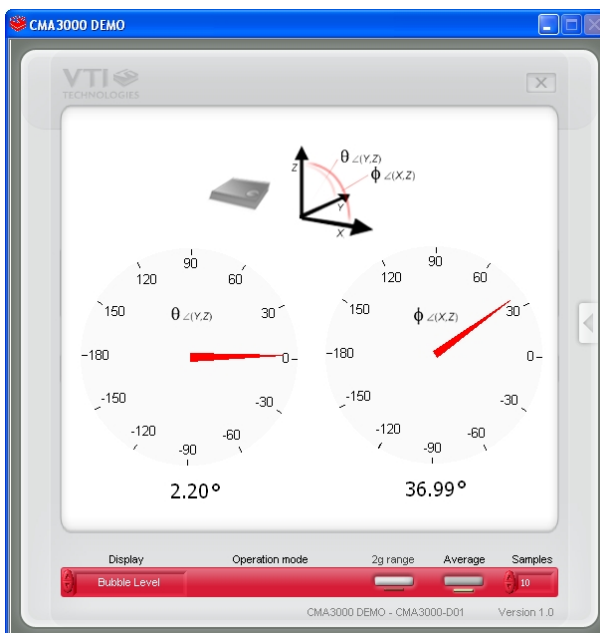 CMA3000 DEMO
VTI
TECHNOLOGIES
θ ∠(Y,Z)
ϕ ∠(X,Z)
Z
Y
X
90
120
60
150
30
θ ∠(Y,Z)
-180
0
-150
-30
-120
-60
-90
2.20°
90
120
60
150
30
ϕ ∠(X,Z)
-180
0
-150
-30
-120
-60
-90
36.99°
Display Operation mode 2g range Average Samples
Bubble Level 10
CMA3000 DEMO - CMA3000-D01 Version 1.0